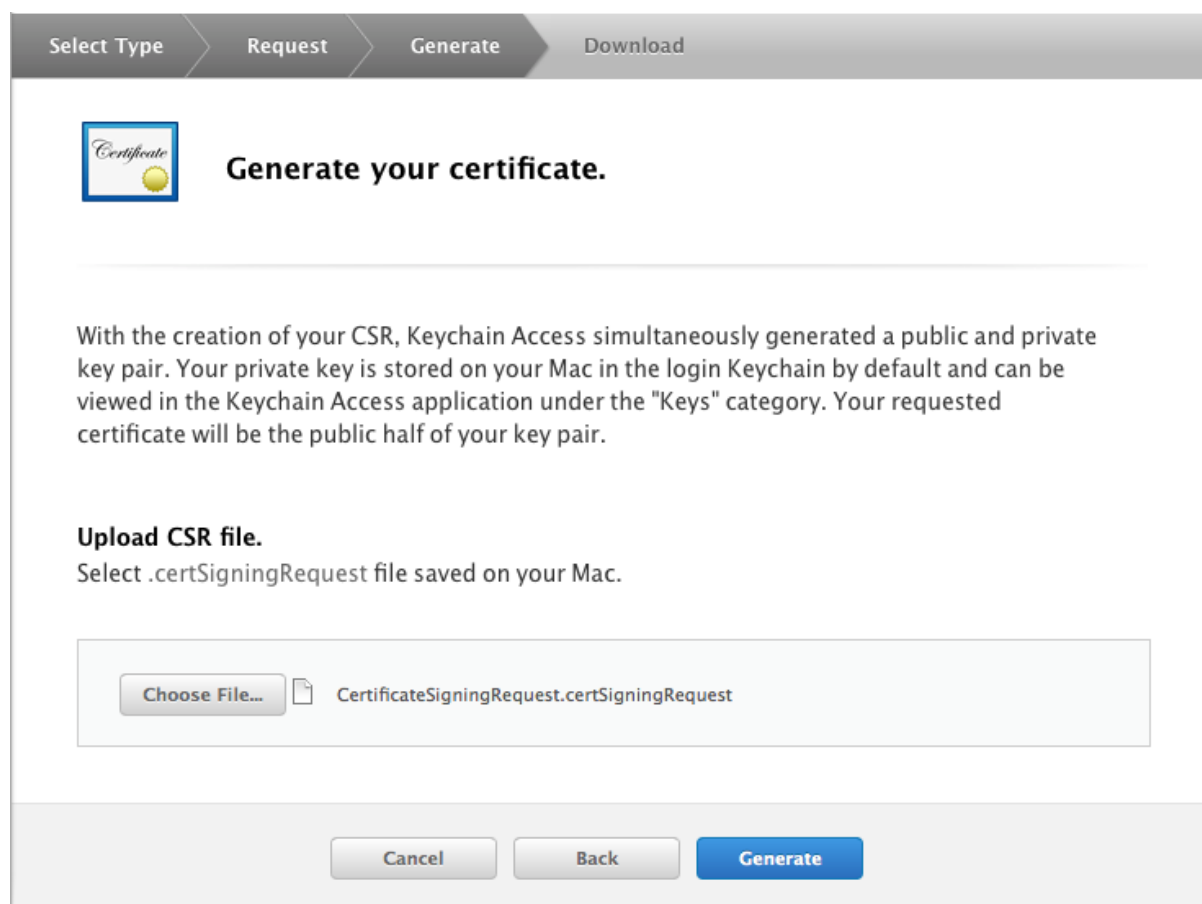 Select Type
Request
Generate
Download
Certificate
Generate your certificate.
With the creation of your CSR, Keychain Access simultaneously generated a public and private
key pair. Your private key is stored on your Mac in the login Keychain by default and can be
viewed in the Keychain Access application under the "Keys" category. Your requested
certificate will be the public half of your key pair.
Upload CSR file.
Select .certSigningRequest file saved on your Mac.
Choose File...
CertificateSigningRequest.certSigningRequest
Cancel
Back
Generate